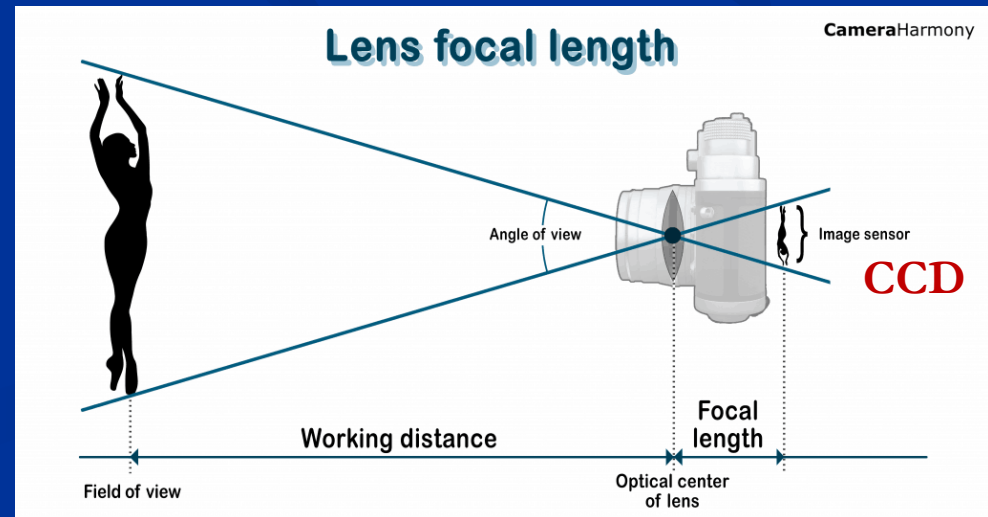 Lens focal length
CameraHarmony
Angle of view
Image sensor
CCD
Working distance
Focal
length
Field of view
Optical center
of lens